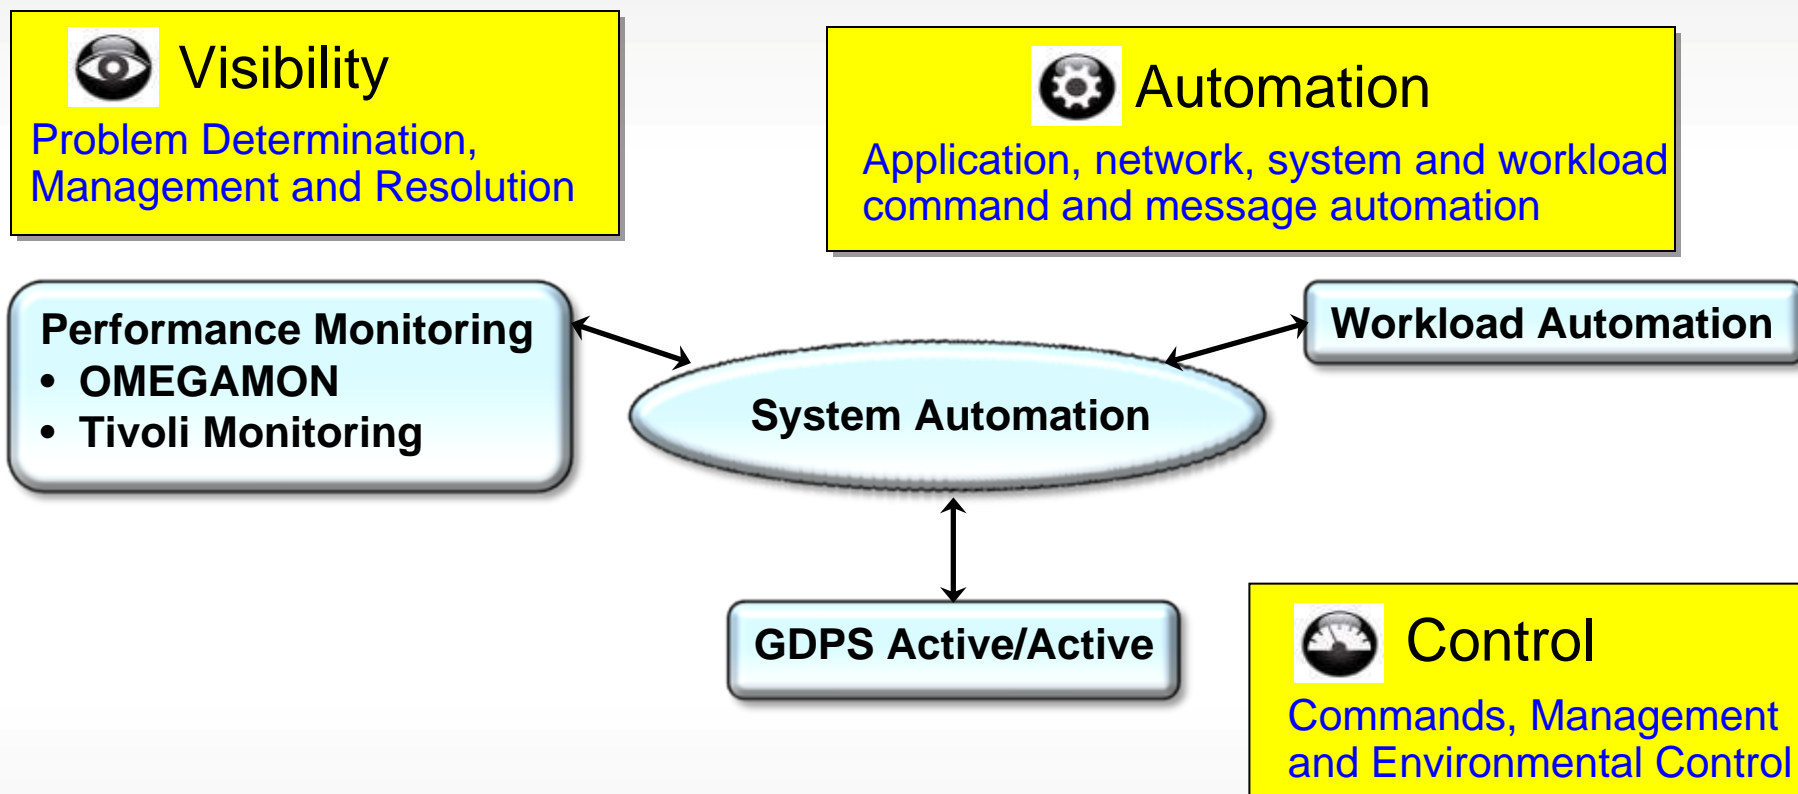 Visibility
Problem Determination,
Management and Resolution
Automation
Application, network, system and workload
command and message automation
Performance Monitoring
• OMEGAMON
• Tivoli Monitoring
System Automation
Workload Automation
GDPS Active/Active
Control
Commands, Management
and Environmental Control